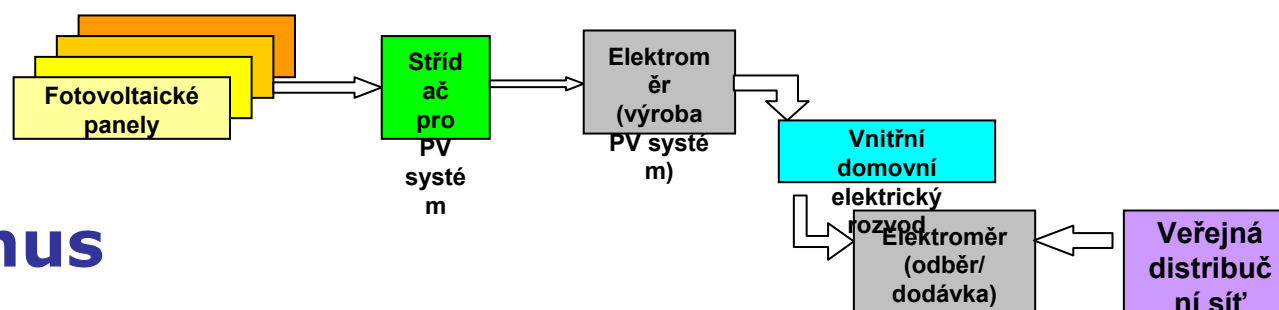 Fotovoltaické
panely
Stříd
ač
pro
PV
systé
m
Elektrom
ěr
(výroba
PV systé
m)
Vnitřní
domovní
elektrický
rozvod
Elektroměr
(odběr/
dodávka)
Veřejná
distribuč
ní síť
nus